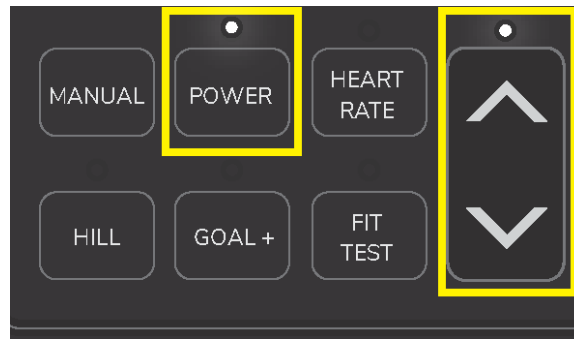 MANUAL
POWER
HEART
RATE
HILL
GOAL +
FIT
TEST